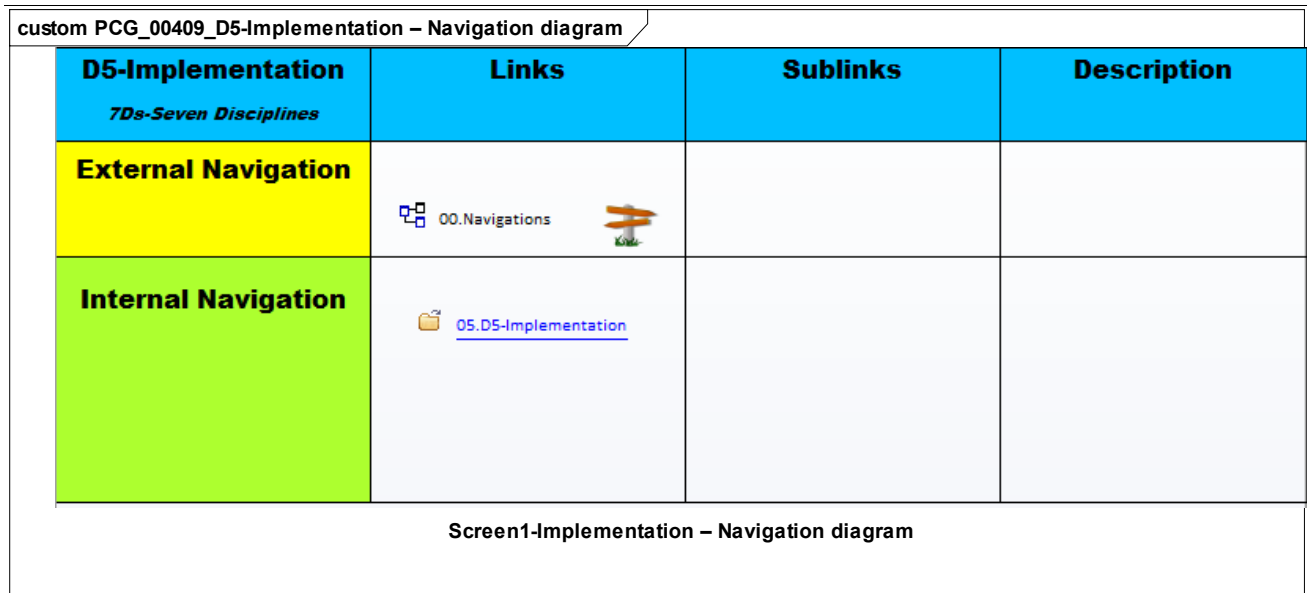 custom PCG_00409_D5-Implementation – Navigation diagram
D5-Implementation
7Ds-Seven Disciplines
Links
Sublinks
Description
External Navigation
00.Navigations
Internal Navigation
05.D5-Implementation
Screen1-Implementation – Navigation diagram